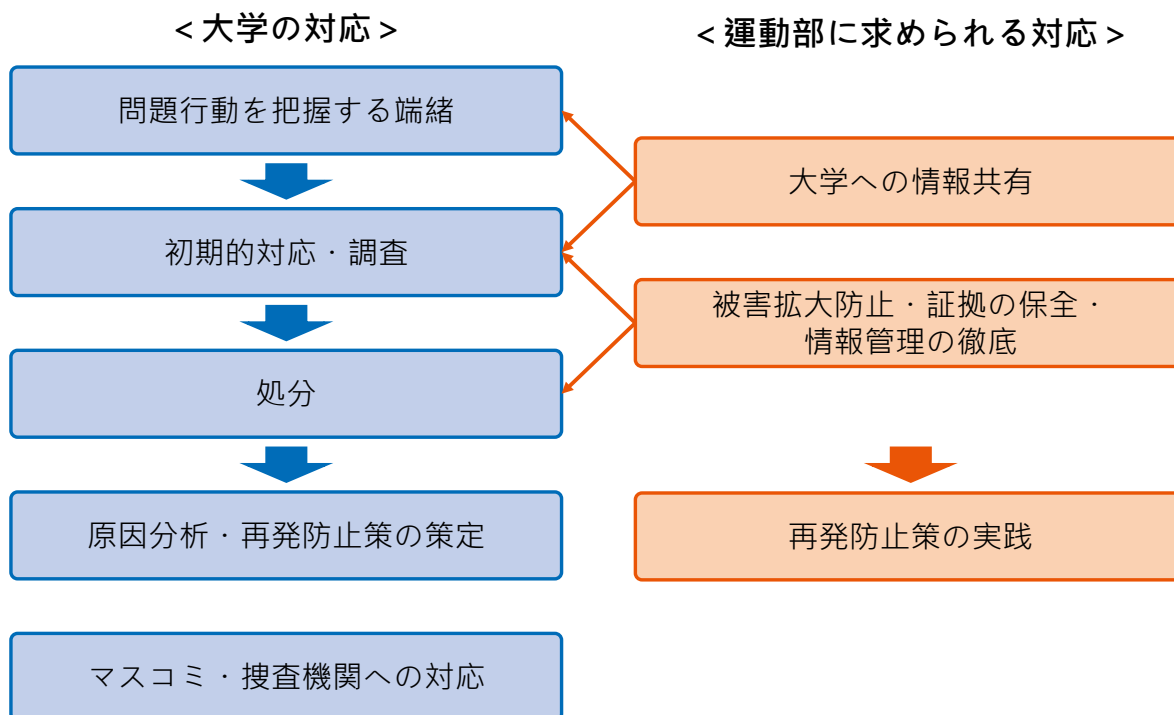 ＜大学の対応＞
＜運動部に求められる対応＞
問題行動を把握する端緒
大学への情報共有
初期的対応・調査
被害拡大防止・証拠の保全・
情報管理の徹底
処分
原因分析・再発防止策の策定
再発防止策の実践
マスコミ・捜査機関への対応